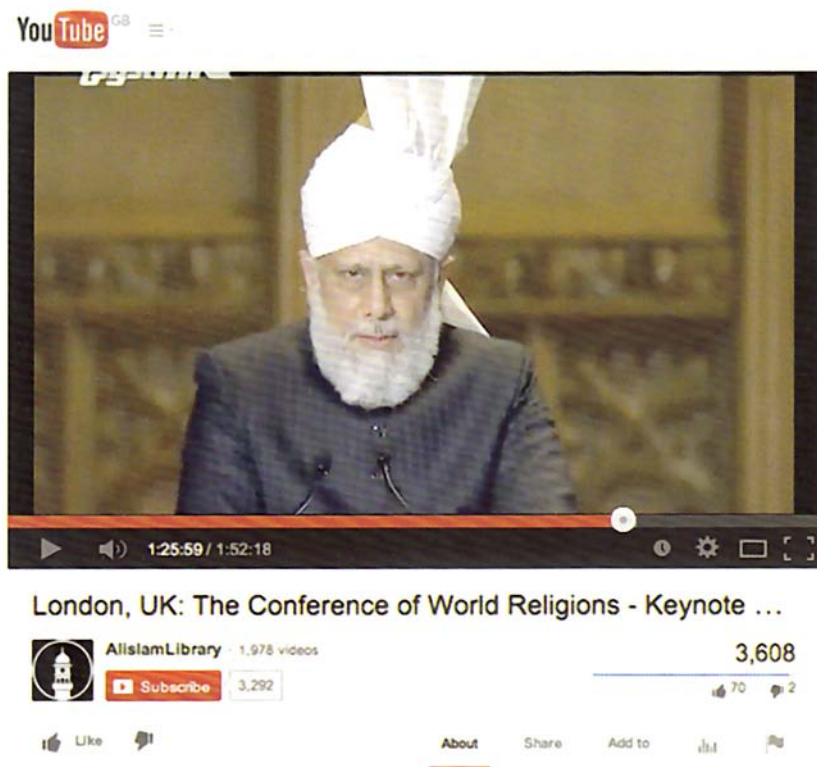 YouTube GB
1:25:59 / 1:52:18
London, UK: The Conference of World Religions - Keynote ...
AlislamLibrary · 1,978 videos
3,608
Subscribe 3,292
70 2
Like
About Share Add to